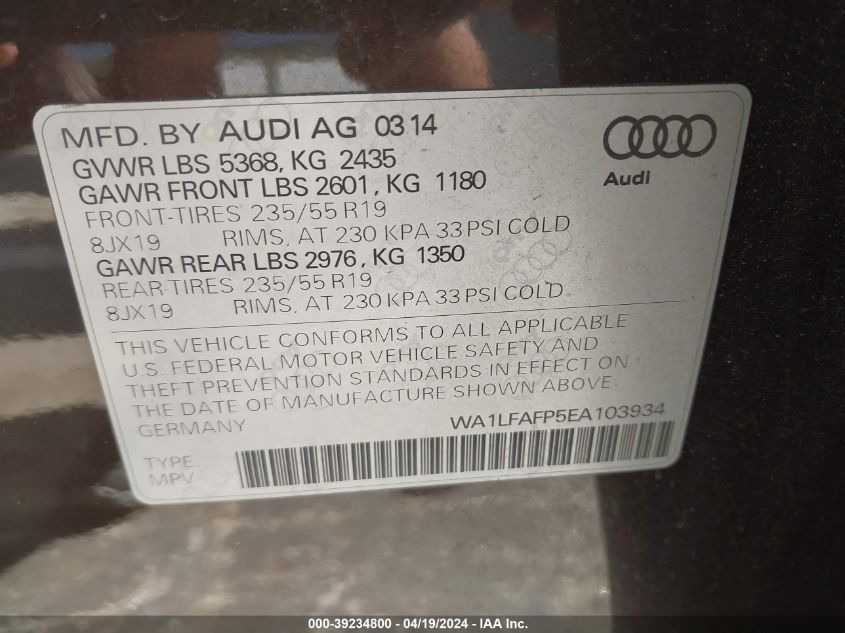 MFD. BY AUDI AG 0314
GVWR LBS 5368, KG 2435
GAWR FRONT LBS 2601, KG 1180
FRONT-TIRES 235/55 R19
8JX19 RIMS, AT 230 KPA 33 PSI COLD
GAWR REAR LBS 2976, KG 1350
REAR-TIRES 235/55 R19
8JX19 RIMS, AT 230 KPA 33 PSI COLD
Audi
THIS VEHICLE CONFORMS TO ALL APPLICABLE
U.S. FEDERAL MOTOR VEHICLE SAFETY AND
THEFT PREVENTION STANDARDS IN EFFECT ON
THE DATE OF MANUFACTURE SHOWN ABOVE.
GERMANY WA1LFAFP5EA103934
TYPE
MPV
000-39234800 - 04/19/2024 - IAA Inc.